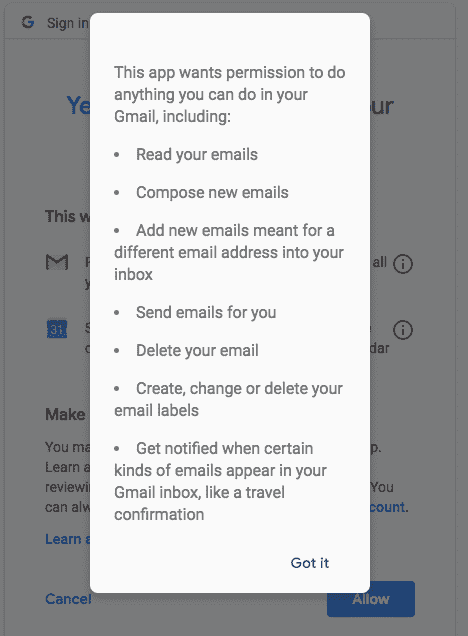 Sign in
This app wants permission to do
anything you can do in your
Gmail, including:
• Read your emails
• Compose new emails
• Add new emails meant for a
different email address into your
inbox
• Send emails for you
• Delete your email
• Create, change or delete your
email labels
• Get notified when certain
kinds of emails appear in your
Gmail inbox, like a travel
confirmation
Got it
Ye
ur
This w
all
31
dar
Make
You ma
p.
Learn a
reviewin
You
can alw
count.
Learn a
Cancel
Allow